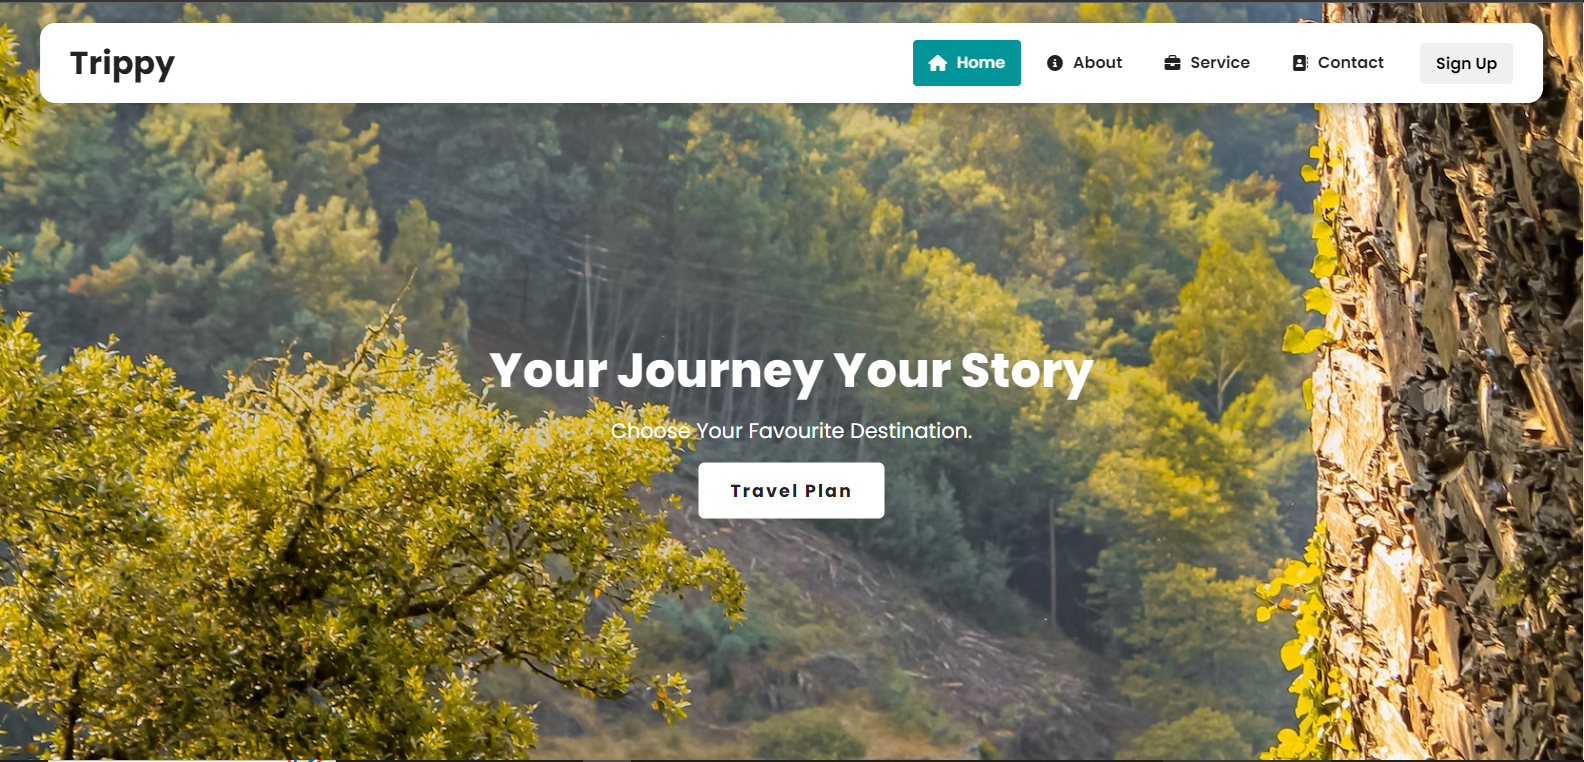 Trippy
Home
About
Service
Contact
Sign Up
Your Journey Your Story
Choose Your Favourite Destination.
Travel Plan